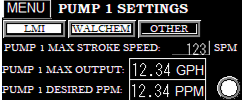 MENU PUMP 1 SETTINGS
LMI WALCHEM OTHER
PUMP 1 MAX STROKE SPEED: 123 SPM
PUMP 1 MAX OUTPUT: 12.34 GPH
PUMP 1 DESIRED PPM: 12.34 PPM